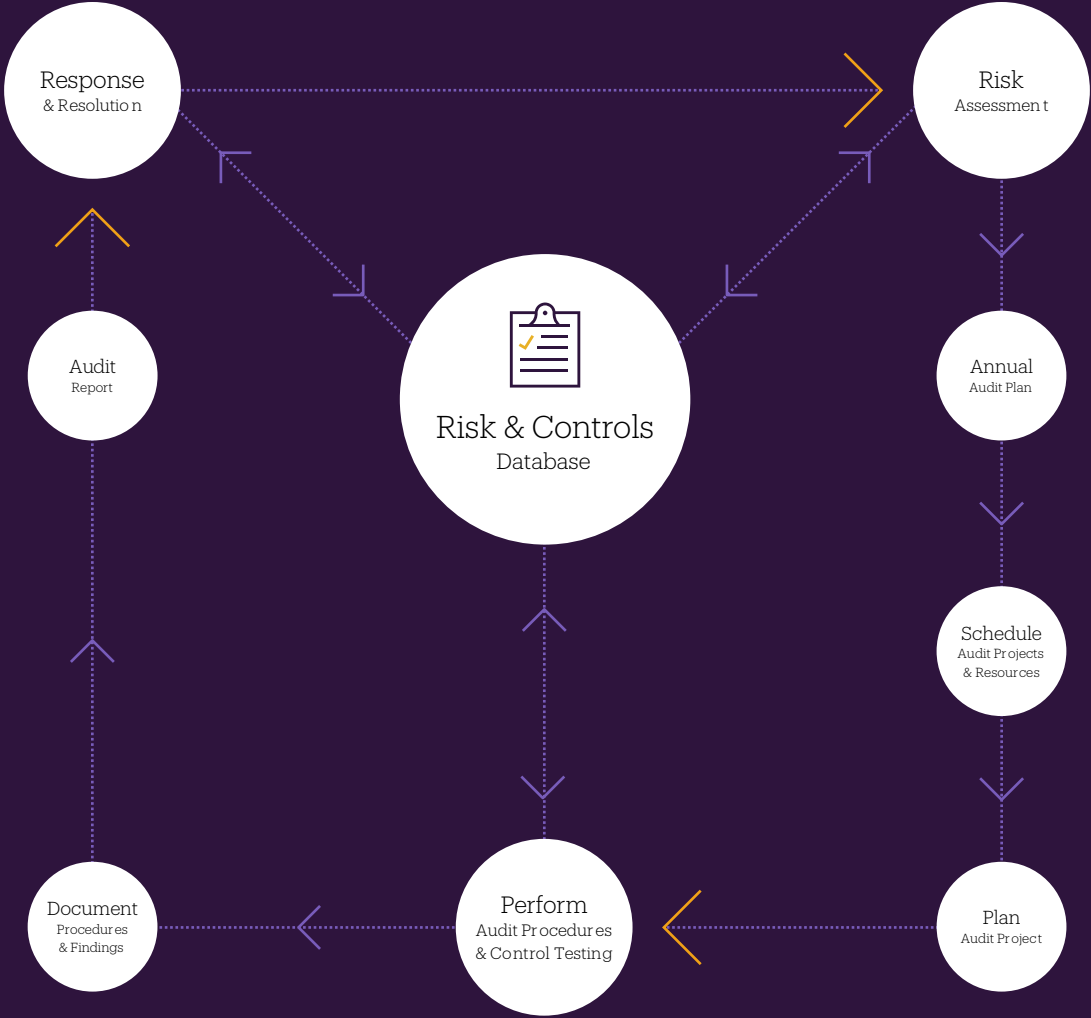 Response
& Resolution
Risk
Assessment
Audit
Report
Risk & Controls
Database
Annual
Audit Plan
Schedule
Audit Projects
& Resources
Document
Procedures
& Findings
Perform
Audit Procedures
& Control Testing
Plan
Audit Project